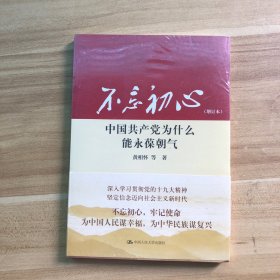 不忘初心
（增订本）
中国共产党为什么
能永葆朝气
黄相怀 等 著
深入学习贯彻党的十九大精神
坚定信念迈向社会主义新时代
不忘初心，牢记使命
为中国人民谋幸福，为中华民族谋复兴
中国人民大学出版社